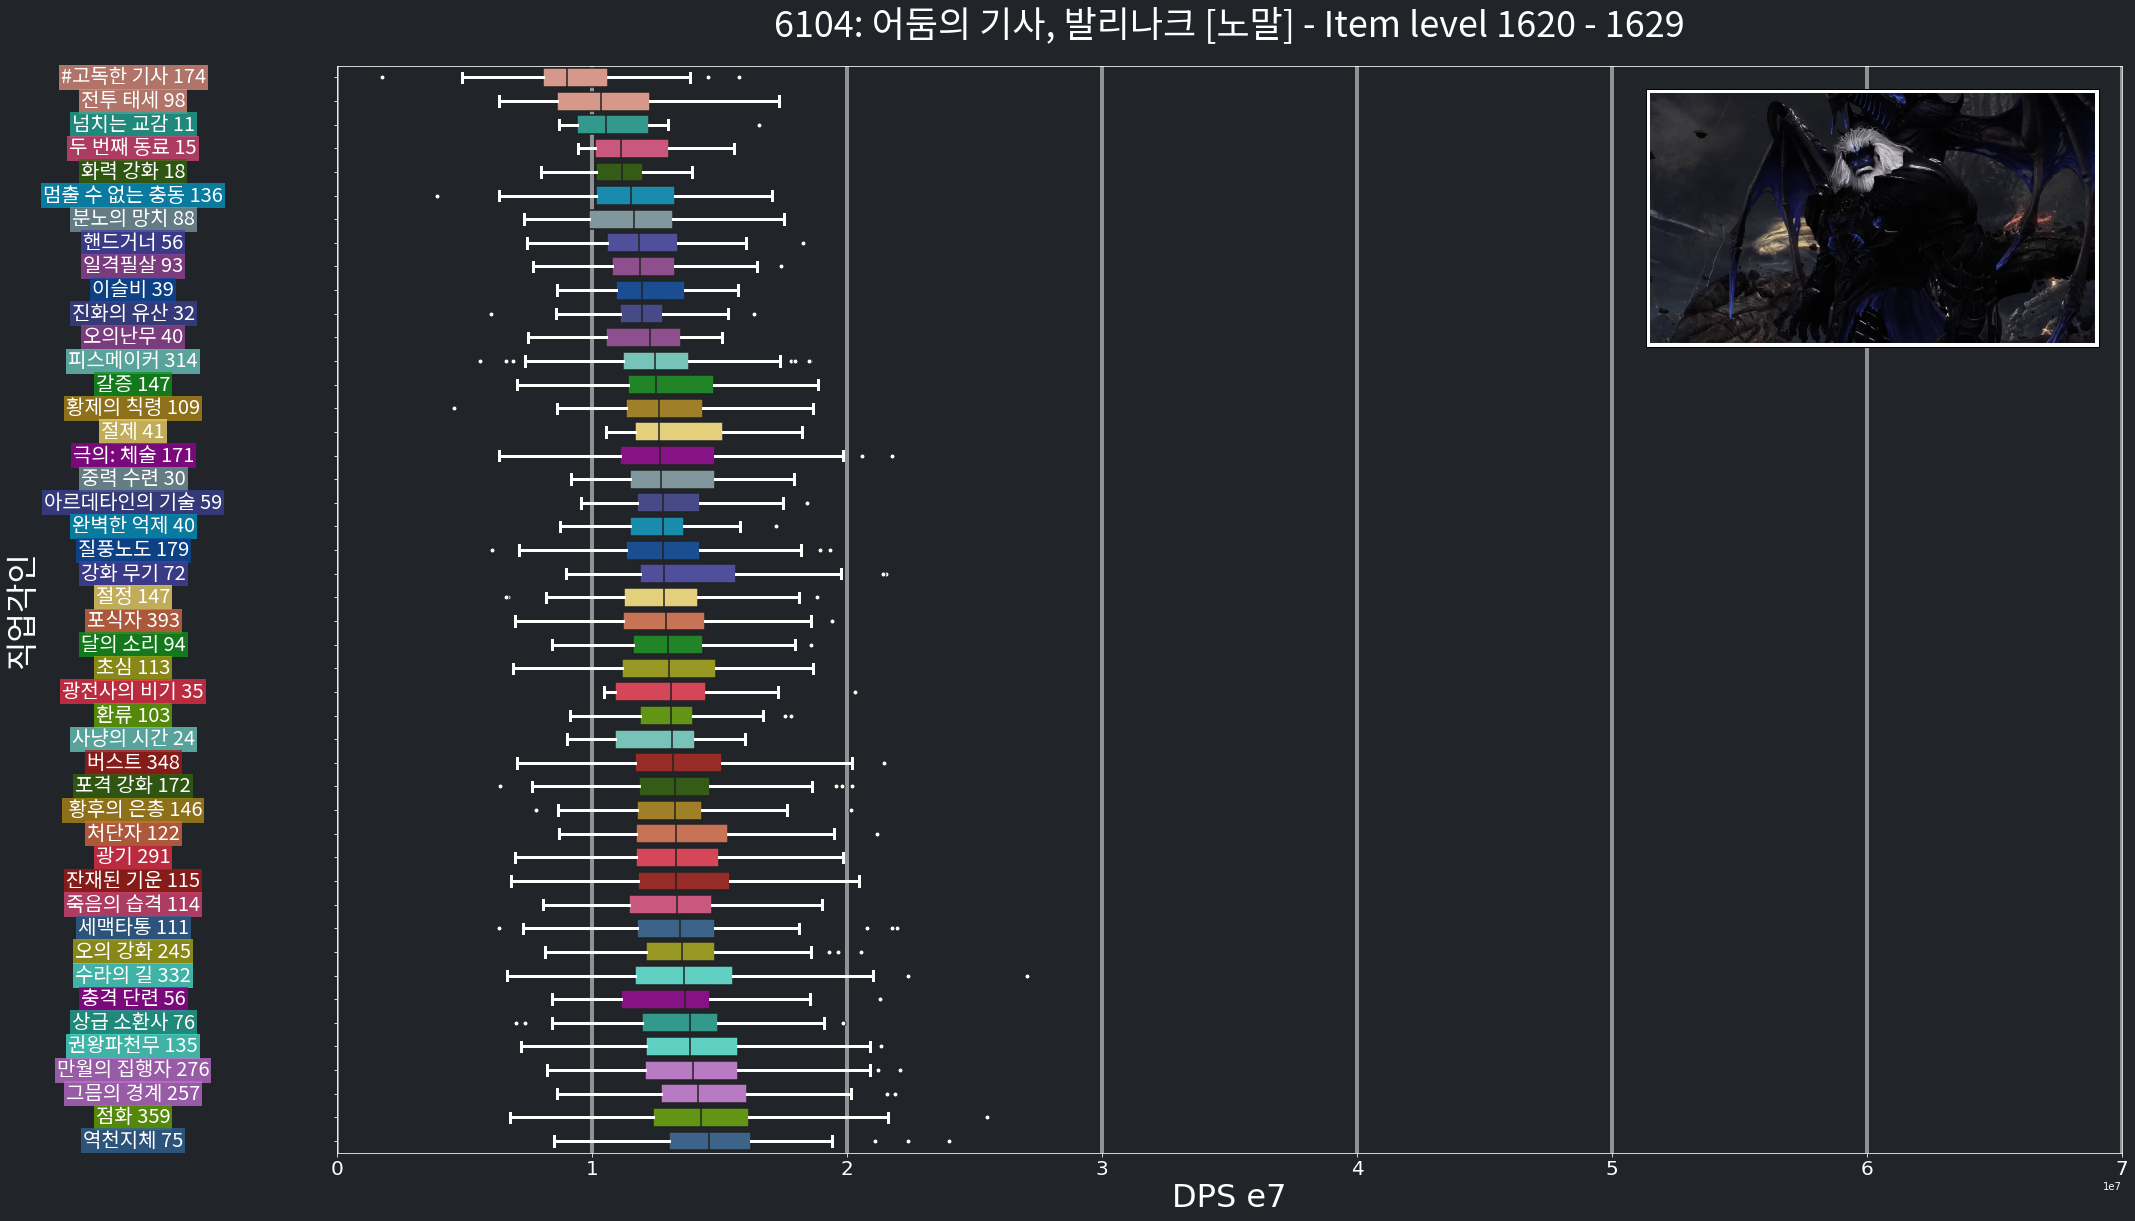 6104: 어둠의 기사, 발리나크 [노말] - Item level 1620 - 1629
#고독한 기사 174
전투 태세 98
넘치는 교감 11
두 번째 동료 15
화력 강화 18
멈출 수 없는 충동 136
분노의 망치 88
핸드거너 56
일격필살 93
이슬비 39
진화의 유산 32
오의난무 40
피스메이커 314
갈증 147
황제의 칙령 109
절제 41
극의: 체술 171
중력 수련 30
아르데타인의 기술 59
완벽한 억제 40
질풍노도 179
강화 무기 72
절정 147
포식자 393
달의 소리 94
초심 113
광전사의 비기 35
환류 103
사냥의 시간 24
버스트 348
포격 강화 172
황후의 은총 146
처단자 122
광기 291
잔재된 기운 115
죽음의 습격 114
세맥타통 111
오의 강화 245
수라의 길 332
충격 단련 56
상급 소환사 76
권왕파천무 135
만월의 집행자 276
그믐의 경계 257
점화 359
역천지체 75
직업각인
0 1 2 3 4 5 6 7
1e7
DPS e7